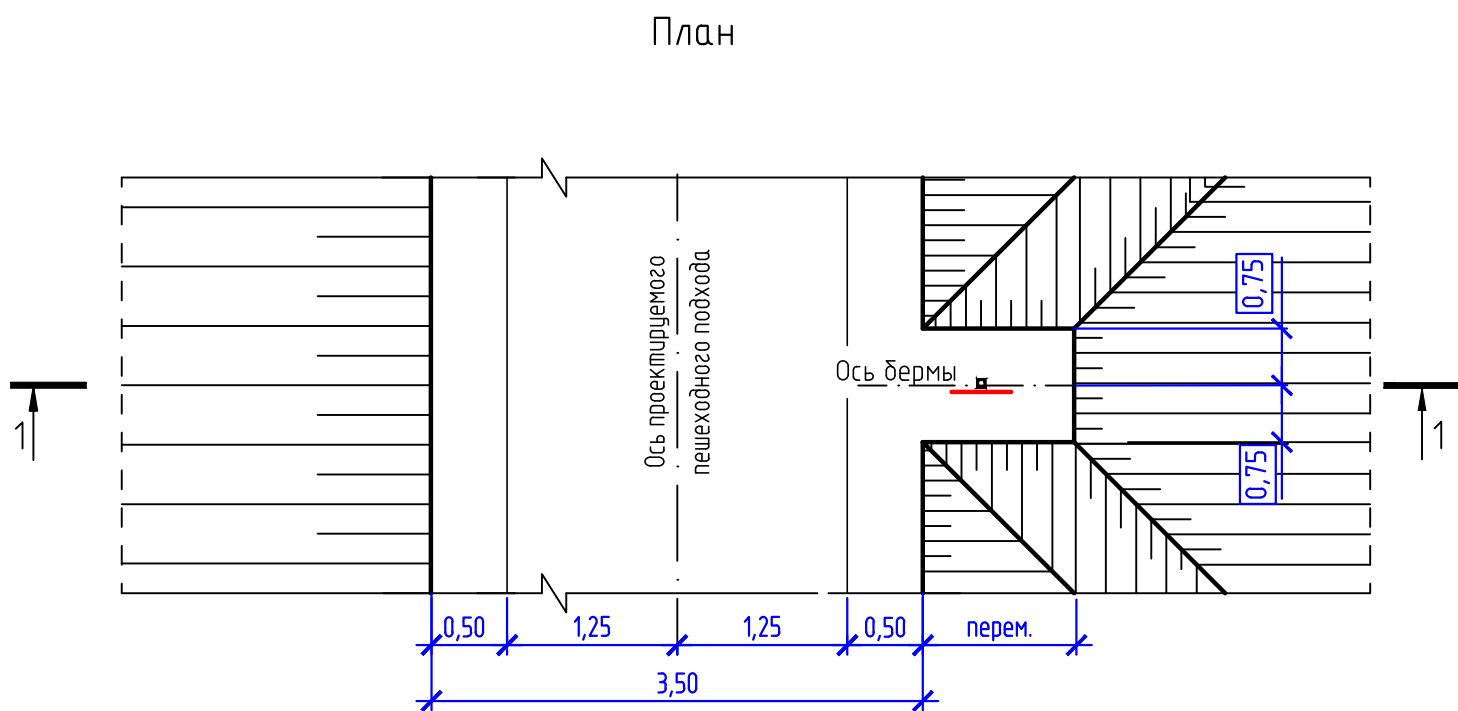 План
Ось проектируемого
пешеходного подхода
0,75
Ось бермы
1
1
0,75
0,50
1,25
1,25
0,50
перем.
3,50